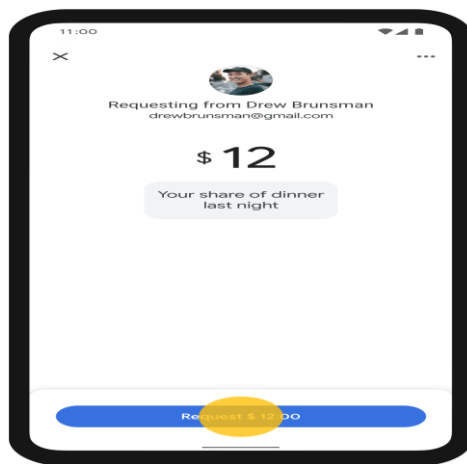 11:00
Requesting from Drew Brunsman
drewbrunsman@gmail.com
$ 12
Your share of dinner
last night
Request $ 12.00